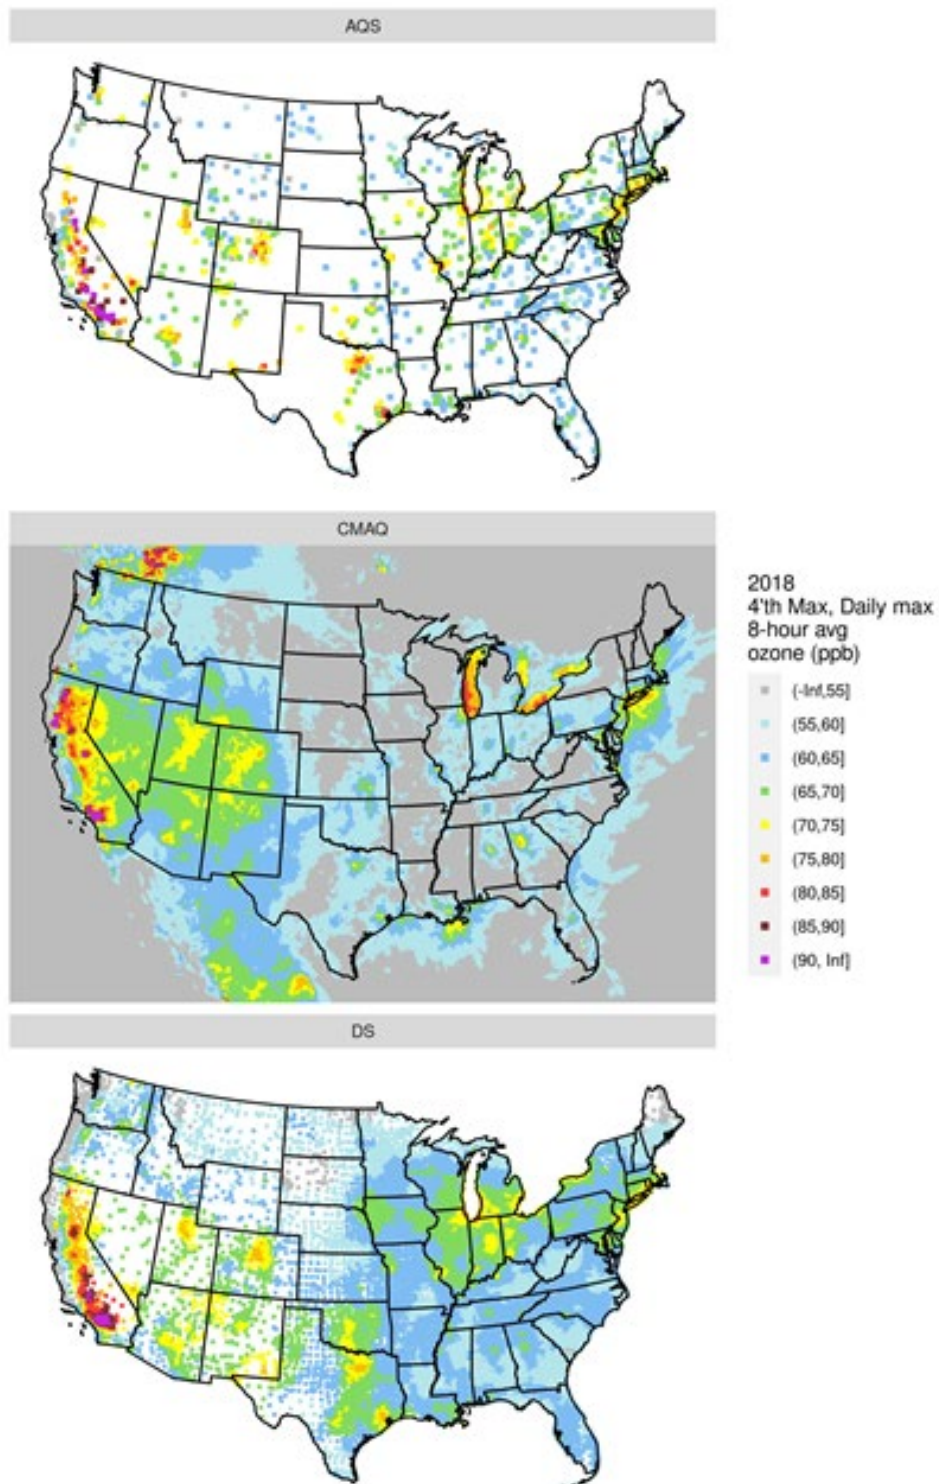 AQS
CMAQ
2018
4'th Max, Daily max
8-hour avg
ozone (ppb)
(-Inf,55]
(55,60]
(60,65]
(65,70]
(70,75]
(75,80]
(80,85]
(85,90]
(90, Inf]
DS